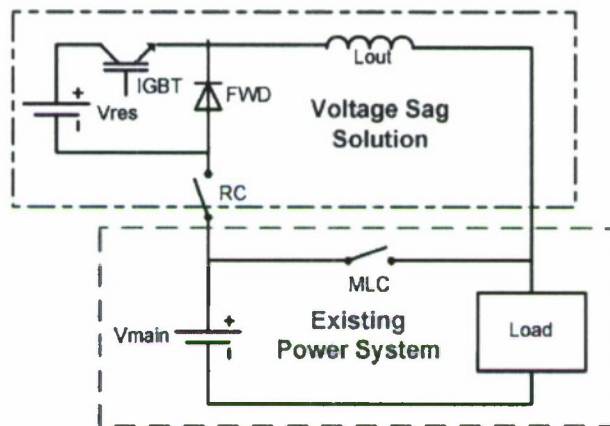 IGBT
Lout
+
Vres
FWD
Voltage Sag
Solution
RC
MLC
+
Vmain
Existing
Power System
Load